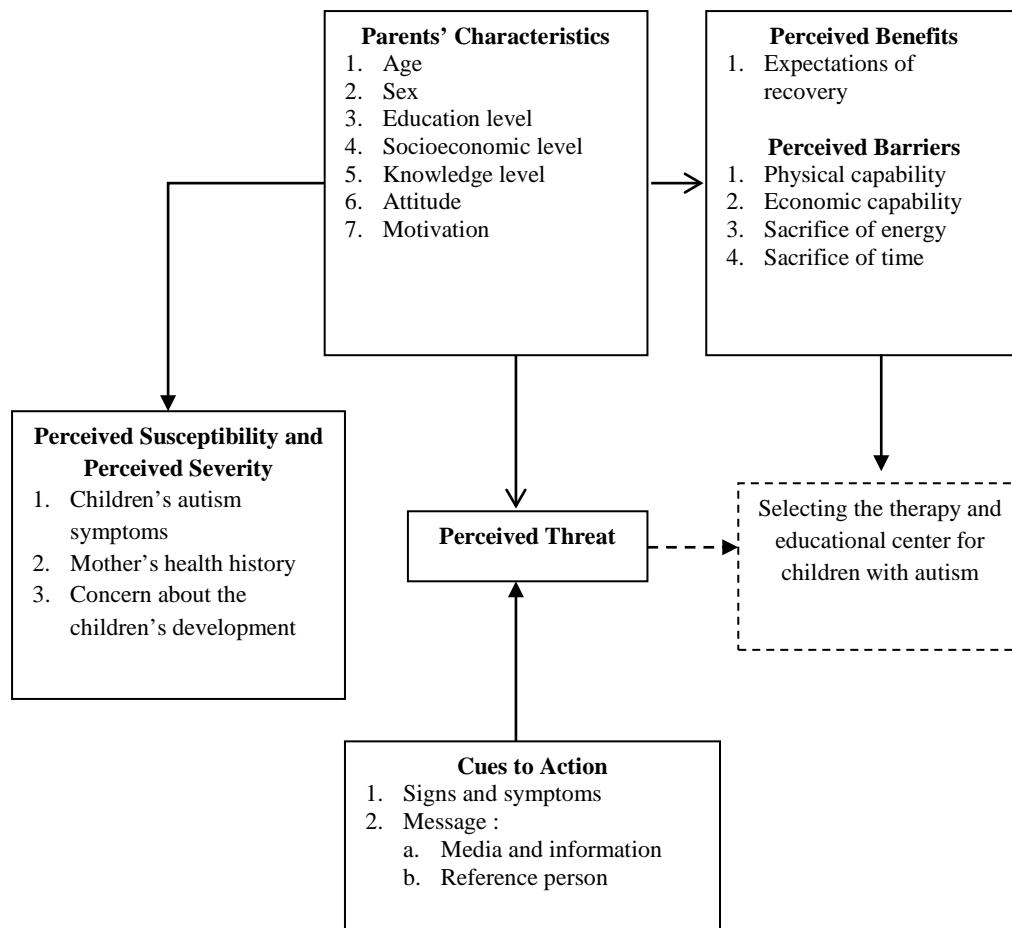 Parents’ Characteristics
1. Age
2. Sex
3. Education level
4. Socioeconomic level
5. Knowledge level
6. Attitude
7. Motivation
Perceived Benefits
1. Expectations of
recovery
Perceived Barriers
1. Physical capability
2. Economic capability
3. Sacrifice of energy
4. Sacrifice of time
Perceived Susceptibility and
Perceived Severity
1. Children’s autism
symptoms
2. Mother’s health history
3. Concern about the
children’s development
Perceived Threat
Selecting the therapy and
educational center for
children with autism
Cues to Action
1. Signs and symptoms
2. Message :
a. Media and information
b. Reference person